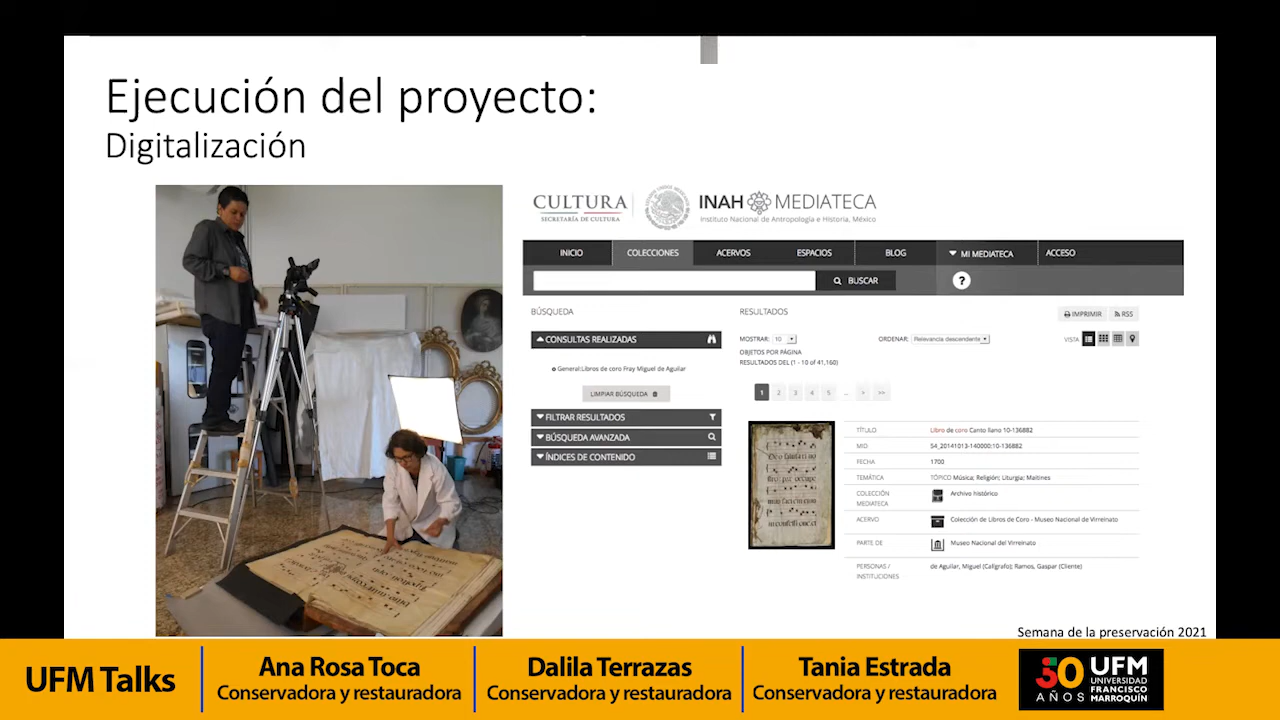 Ejecución del proyecto:
Digitalización
CULTURA
SECRETARÍA DE CULTURA
INAH MEDIATECA
Instituto Nacional de Antropología e Historia, México
INICIO COLECCIONES ACERVOS ESPACIOS BLOG MI MEDIATECA ACCESO
BUSCAR ?
BÚSQUEDA
CONSULTAS REALIZADAS
General:Libros de coro Fray Miguel de Aguilar
LIMPIAR BÚSQUEDA
FILTRAR RESULTADOS
BÚSQUEDA AVANZADA
ÍNDICES DE CONTENIDO
RESULTADOS
IMPRIMIR RSS
MOSTRAR: 10
ORDENAR: Relevancia descendente
VISTA
OBJETOS POR PÁGINA
RESULTADOS DEL (1 - 10 of 41,160)
1 2 3 4 5 ... > >>
TÍTULO Libro de coro Canto llano 10-136882
MID 54_20141013-140000:10-136882
FECHA 1700
TEMÁTICA TÓPICO Música; Religión; Liturgia; Maitines
COLECCIÓN MEDIATECA Archivo histórico
ACERVO Colección de Libros de Coro - Museo Nacional de Virreinato
PARTE DE Museo Nacional del Virreinato
PERSONAS / INSTITUCIONES de Aguilar, Miguel (Calígrafo); Ramos, Gaspar (Cliente)
Semana de la preservación 2021
UFM Talks
Ana Rosa Toca
Conservadora y restauradora
Dalila Terrazas
Conservadora y restauradora
Tania Estrada
Conservadora y restauradora
50 AÑOS
UFM
UNIVERSIDAD
FRANCISCO
MARROQUÍN